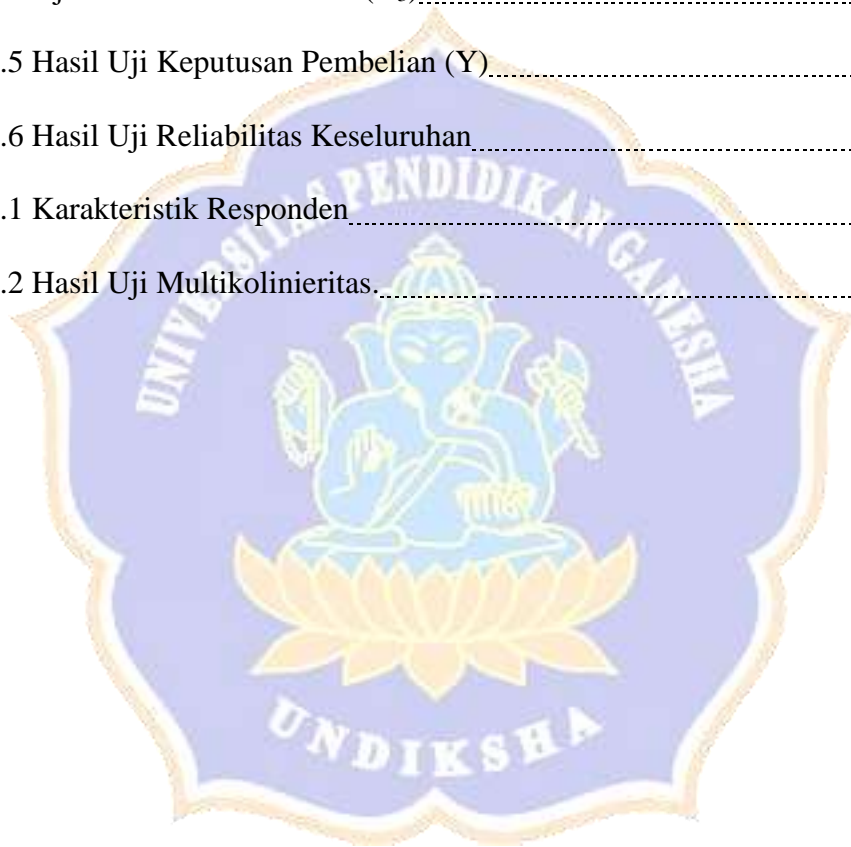 .5 Hasil Uji Keputusan Pembelian (Y)
.6 Hasil Uji Reliabilitas Keseluruhan
.1 Karakteristik Responden
.2 Hasil Uji Multikolinieritas.
UNIVERSITAS PENDIDIKAN GANESHA
UNDIKSHA